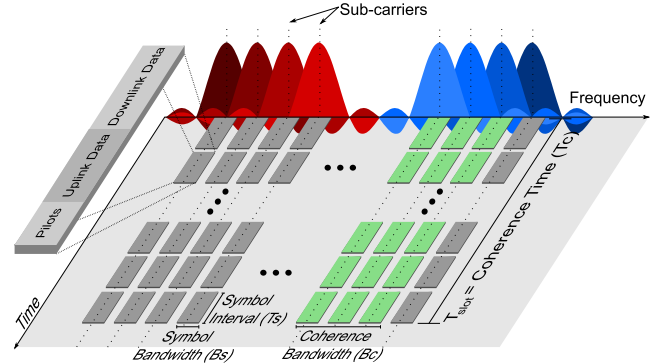 Sub-carriers
Frequency
Downlink Data
Uplink Data
Pilots
Time
Tslot = Coherence Time (Tc)
Symbol
Interval (Ts)
Symbol
Bandwidth (Bs)
Coherence
Bandwidth (Bc)